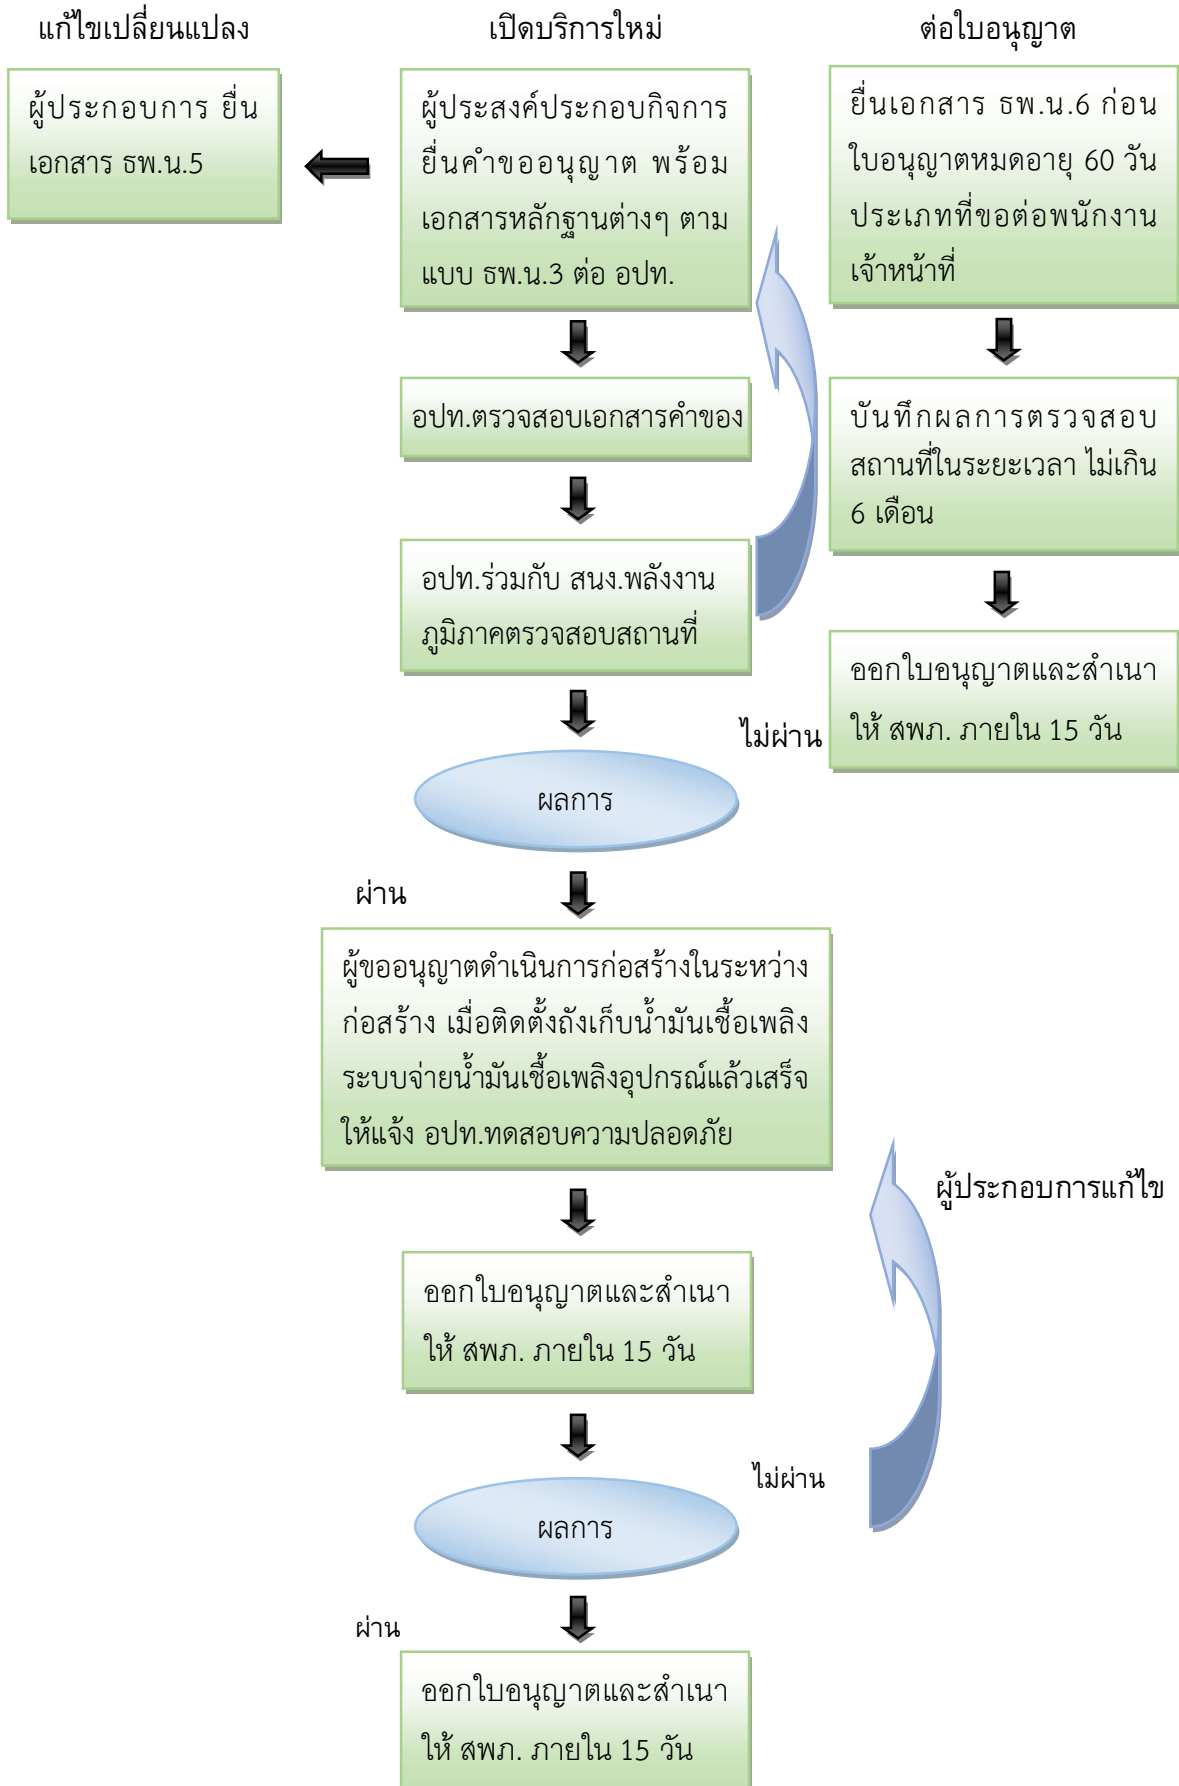 แก้ไขเปลี่ยนแปลง
ผู้ประกอบการ ยื่น
เอกสาร ธพ.น.5
เปิดบริการใหม่
ผู้ประสงค์ประกอบกิจการ
ยื่นคำขออนุญาต พร้อม
เอกสารหลักฐานต่างๆ ตาม
แบบ ธพ.น.3 ต่อ อปท.
ต่อใบอนุญาต
ยื่นเอกสาร ธพ.น.6 ก่อน
ใบอนุญาตหมดอายุ 60 วัน
ประเภทที่ขอต่อพนักงาน
เจ้าหน้าที่
อปท.ตรวจสอบเอกสารคำของ
บันทึกผลการตรวจสอบ
สถานที่ในระยะเวลา ไม่เกิน
6 เดือน
อปท.ร่วมกับ สนง.พลังงาน
ภูมิภาคตรวจสอบสถานที่
ออกใบอนุญาตและสำเนา
ให้ สพภ. ภายใน 15 วัน
ไม่ผ่าน
ผลการ
ผ่าน
ผู้ขออนุญาตดำเนินการก่อสร้างในระหว่าง
ก่อสร้าง เมื่อติดตั้งถังเก็บน้ำมันเชื้อเพลิง
ระบบจ่ายน้ำมันเชื้อเพลิงอุปกรณ์แล้วเสร็จ
ให้แจ้ง อปท.ทดสอบความปลอดภัย
ผู้ประกอบการแก้ไข
ออกใบอนุญาตและสำเนา
ให้ สพภ. ภายใน 15 วัน
ไม่ผ่าน
ผลการ
ผ่าน
ออกใบอนุญาตและสำเนา
ให้ สพภ. ภายใน 15 วัน